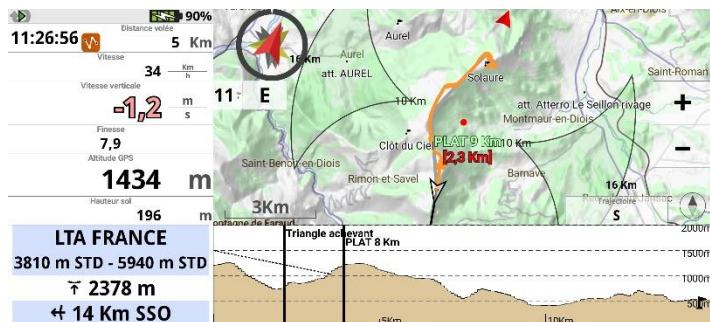 90%
11:26:56
Distance volée
5 Km
Vitesse
34 Km
h
Vitesse verticale
-1,2 m
s
Finesse
7,9
Altitude GPS
1434 m
Hauteur sol
196 m
LTA FRANCE
3810 m STD - 5940 m STD
2378 m
14 Km SSO
Aurel
16 Km
Aurel
att. AUREL
11 E
10 Km
Solaure
Saint-Roman
att. Atterro Le Seillon rivage
Montmaur-en-Diois
PLAT 9 Km
10 Km
[2,3 Km]
Clôt du Ciel
Saint-Benoit-en-Diois
Rimon-et-Savel
Barnave
16 Km
3Km
Trajectoire
S
+
-
2000m
Triangle achevant
PLAT 8 Km
1500m
1000m
500m
5Km
10Km